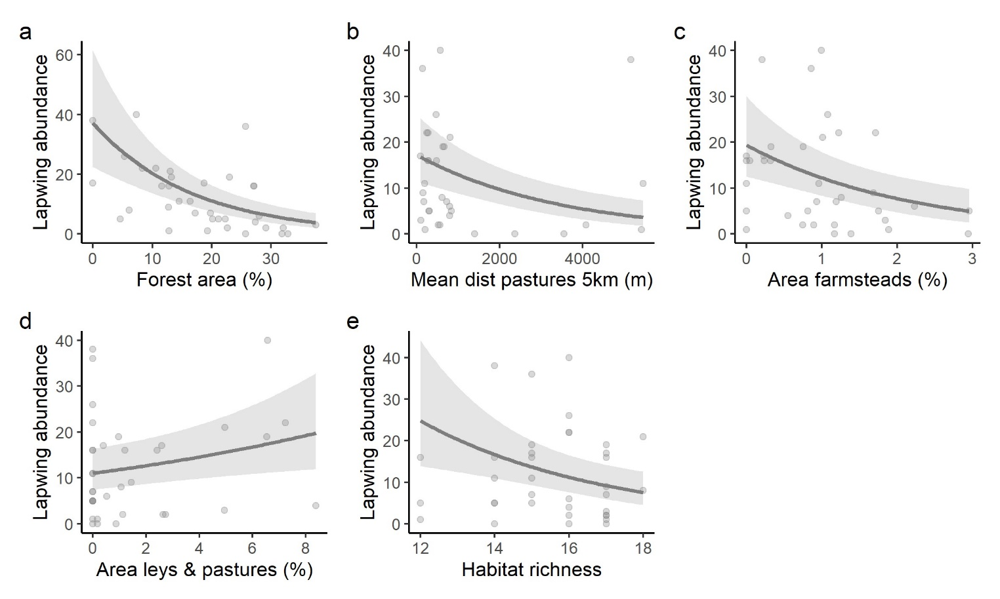 a
Lapwing abundance
60
40
20
0
0 10 20 30
Forest area (%)
b
Lapwing abundance
40
30
20
10
0
0 2000 4000
Mean dist pastures 5km (m)
c
Lapwing abundance
40
30
20
10
0
0 1 2 3
Area farmsteads (%)
d
Lapwing abundance
40
30
20
10
0
0 2 4 6 8
Area leys & pastures (%)
e
Lapwing abundance
40
30
20
10
0
12 14 16 18
Habitat richness